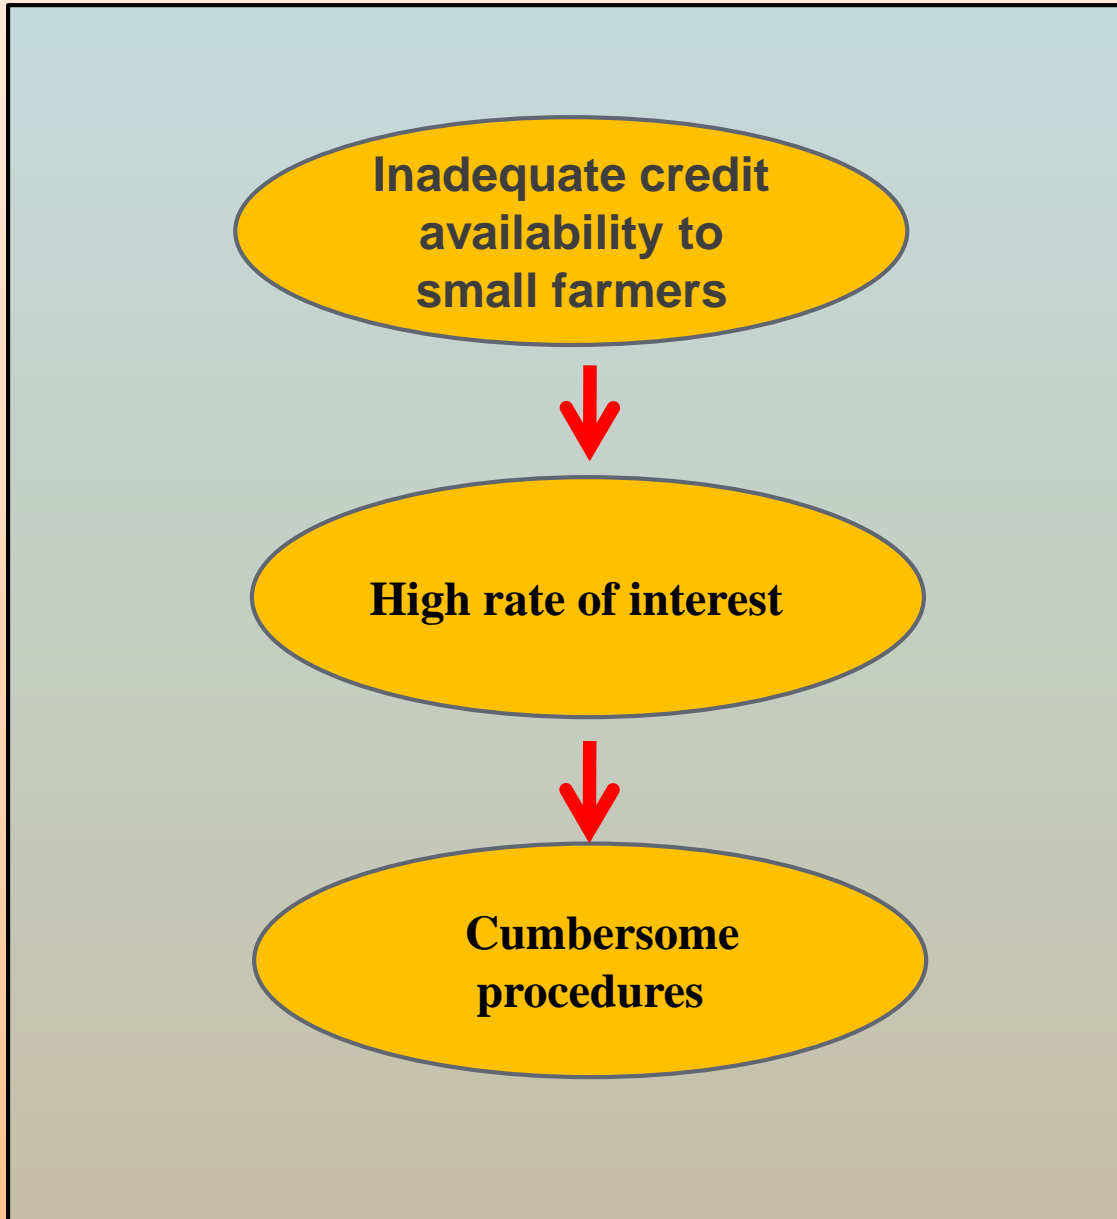 Inadequate credit
availability to
small farmers
High rate of interest
Cumbersome
procedures